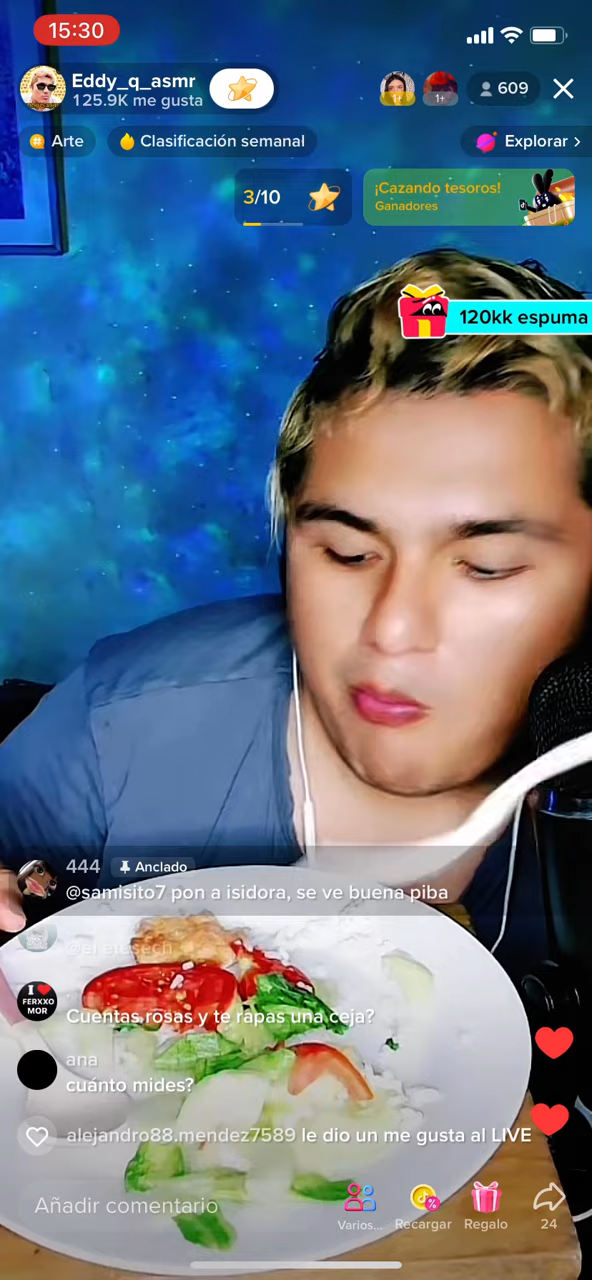 15:30
Eddy_q_asmr
125.9K me gusta
1+
1+
609
Arte
Clasificación semanal
Explorar >
3/10
¡Cazando tesoros!
Ganadores
120kk espuma
444 Anclado
@samisito7 pon a isidora, se ve buena piba
I ❤ FERXXO MOR
Cuentas rosas y te rapas una ceja?
ana
cuánto mides?
alejandro88.mendez7589 le dio un me gusta al LIVE
Añadir comentario
Varios...
Recargar
Regalo
24